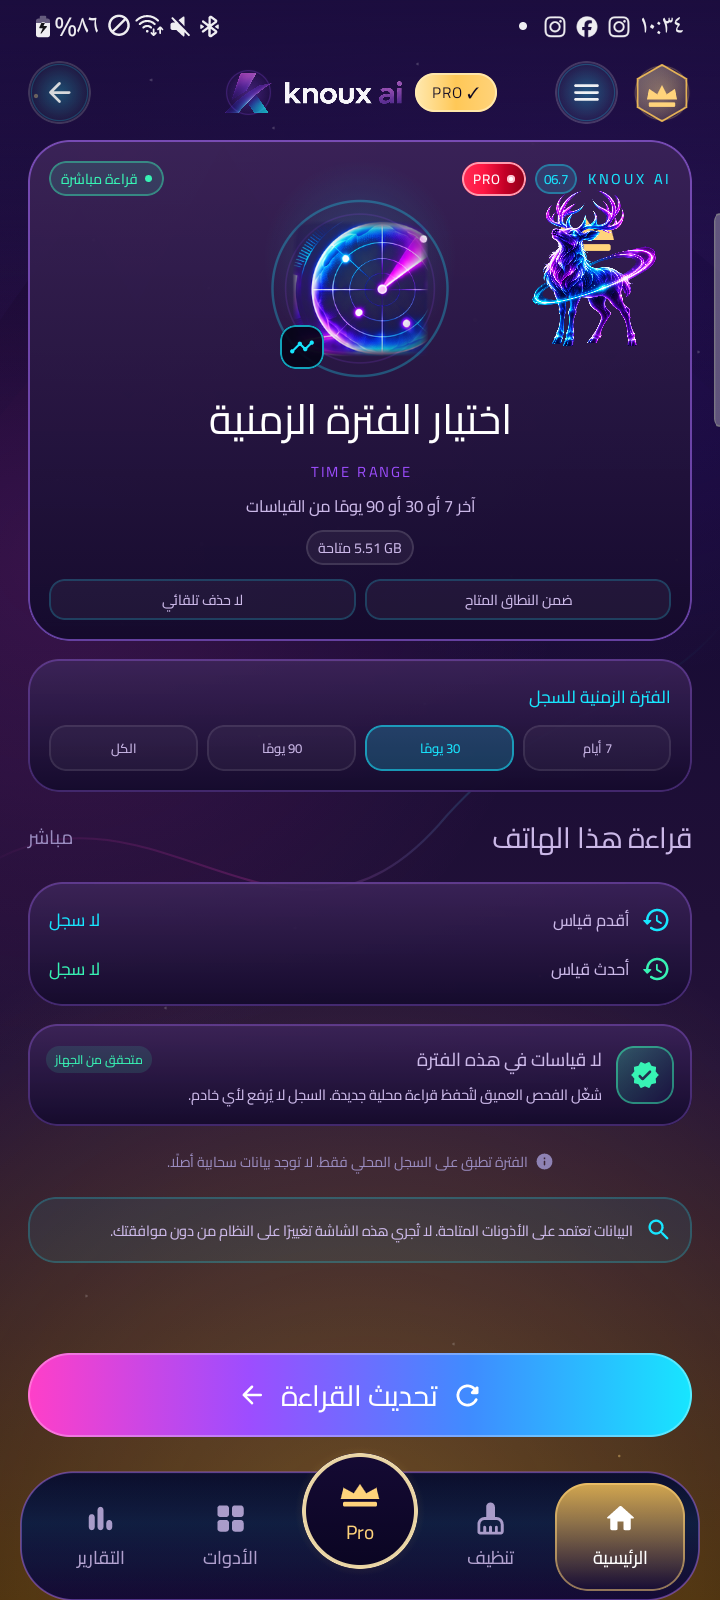 ١٠:٣٤
%٨٦
knoux ai
PRO ✓
KNOUX AI
06.7
PRO
قراءة مباشرة
اختيار الفترة الزمنية
TIME RANGE
آخر 7 أو 30 أو 90 يومًا من القياسات
5.51 GB متاحة
ضمن النطاق المتاح
لا حذف تلقائي
الفترة الزمنية للسجل
7 أيام
30 يومًا
90 يومًا
الكل
قراءة هذا الهاتف
مباشر
أقدم قياس
لا سجل
أحدث قياس
لا سجل
لا قياسات في هذه الفترة
متحقق من الجهاز
شغّل الفحص العميق لتُحفظ قراءة محلية جديدة. السجل لا يُرفع لأي خادم.
الفترة تطبق على السجل المحلي فقط. لا توجد بيانات سحابية أصلًا.
البيانات تعتمد على الأذونات المتاحة. لا تُجري هذه الشاشة تغييرًا على النظام من دون موافقتك.
تحديث القراءة
الرئيسية
تنظيف
Pro
الأدوات
التقارير